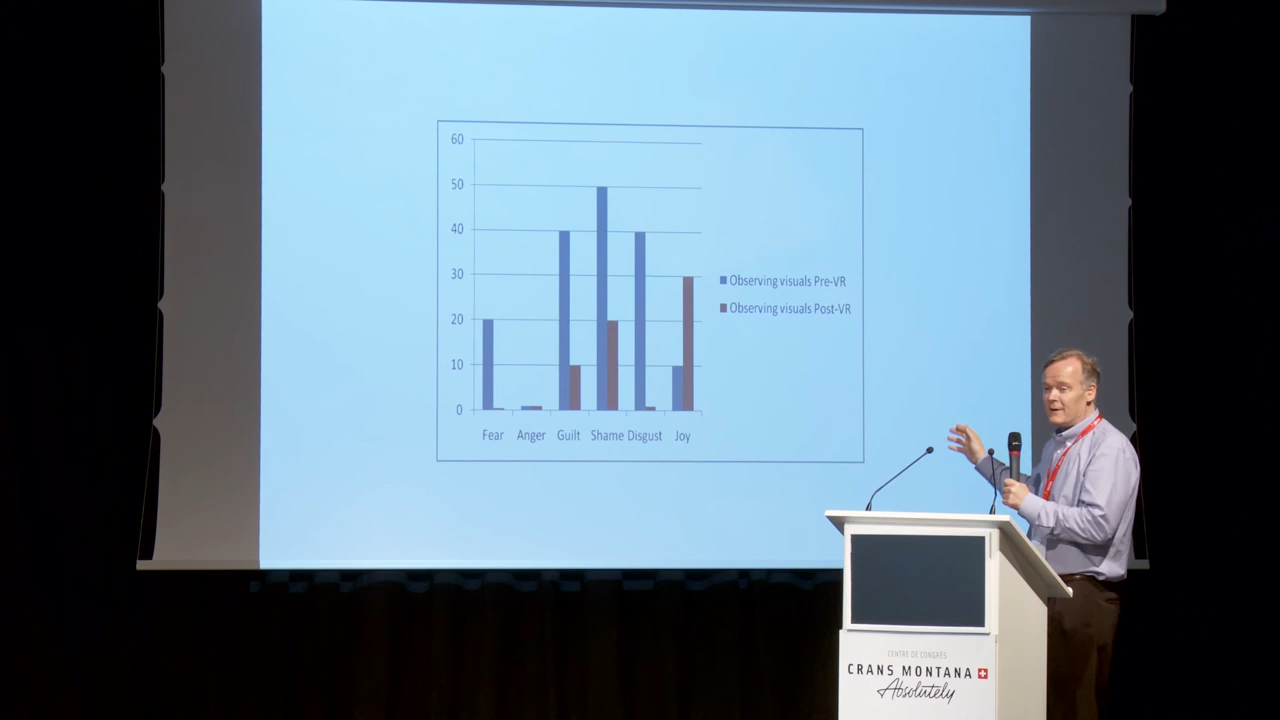 60
50
40
30
20
10
0
Fear Anger Guilt Shame Disgust Joy
Observing visuals Pre-VR
Observing visuals Post-VR
CENTRE DE CONGRÈS
CRANS MONTANA
Absolutely